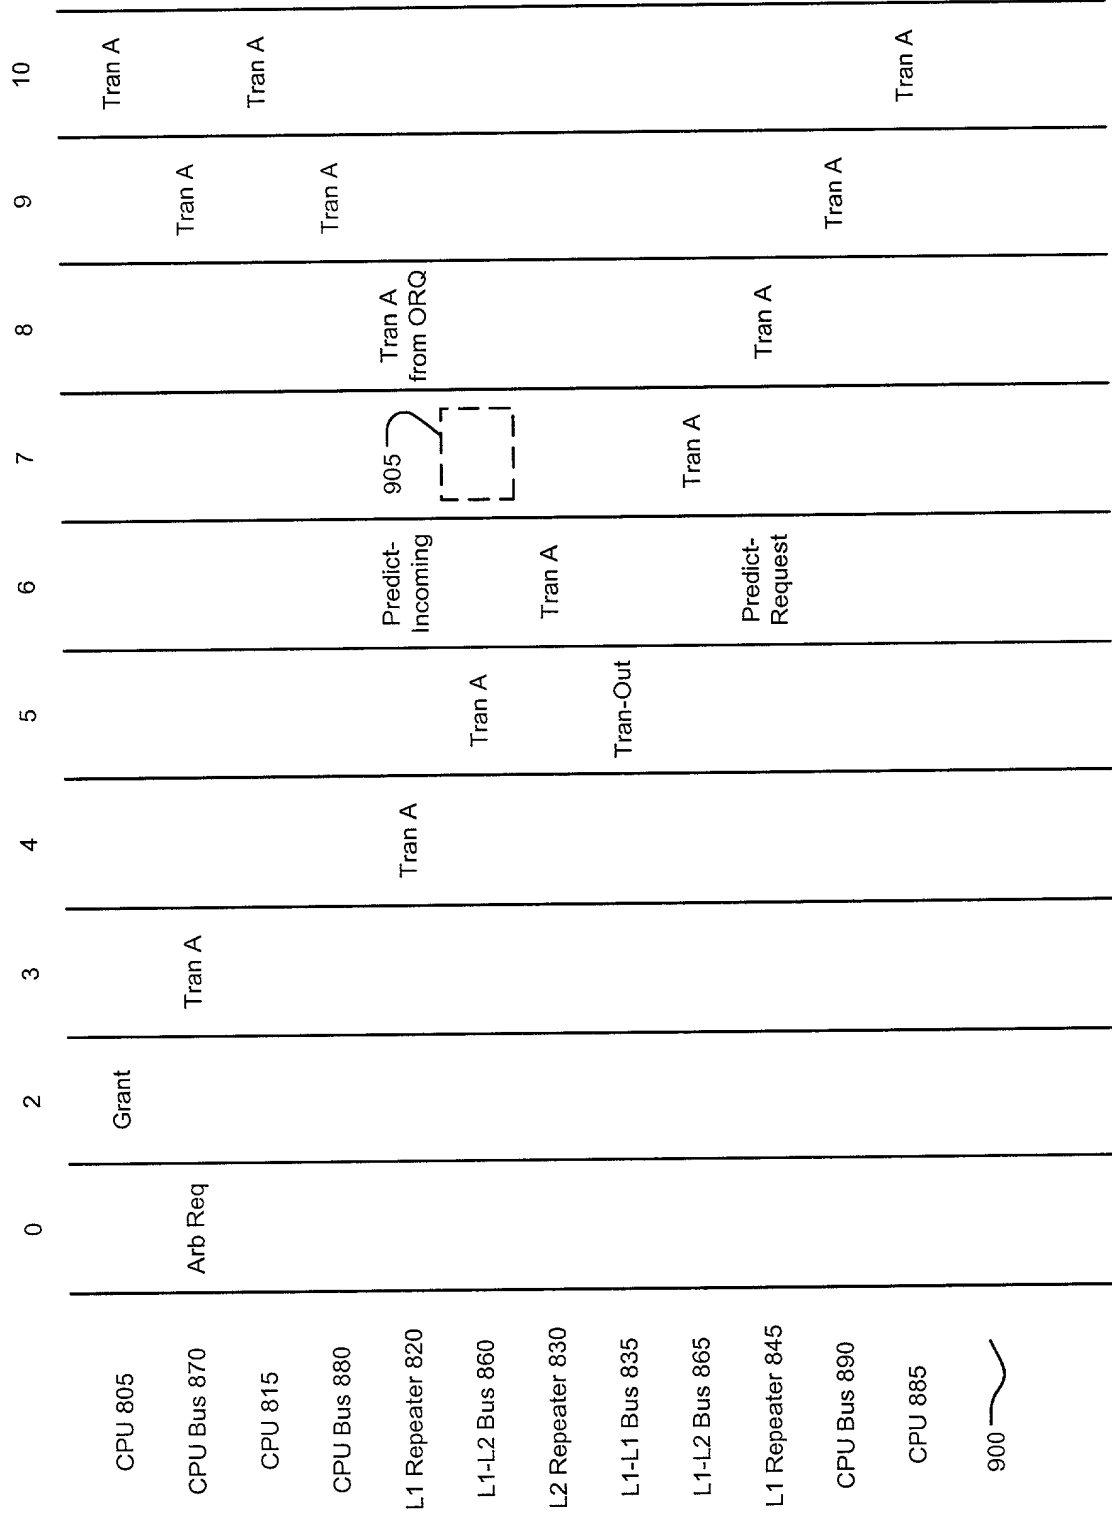 0 2 3 4 5 6 7 8 9 10
CPU 805 Grant Tran A
CPU Bus 870 Arb Req Tran A Tran A
CPU 815 Tran A
CPU Bus 880 Tran A
L1 Repeater 820 Tran A Predict-
Incoming 905 Tran A
from ORQ
L1-L2 Bus 860 Tran A
L2 Repeater 830 Tran A
L1-L1 Bus 835 Tran-Out
L1-L2 Bus 865 Tran A
L1 Repeater 845 Predict-
Request Tran A
CPU Bus 890 Tran A
CPU 885 Tran A
900